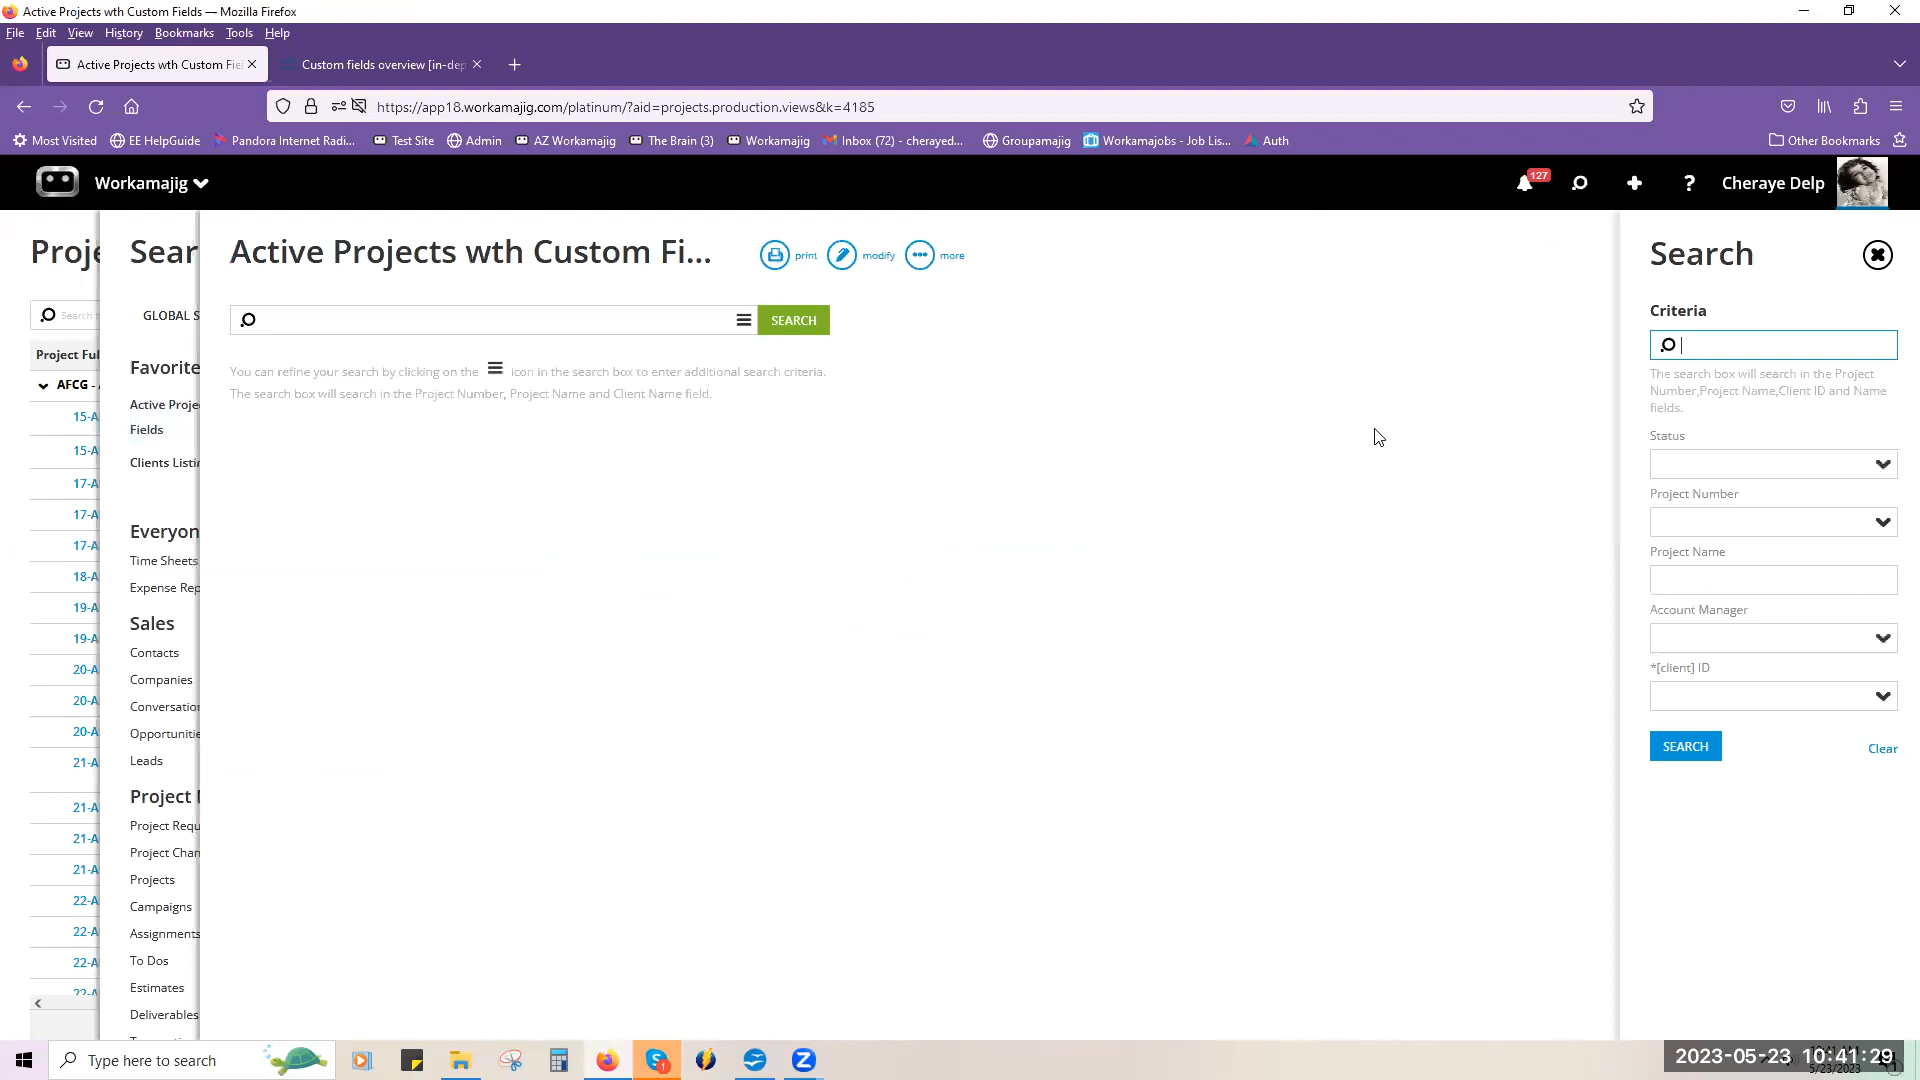 Active Projects wth Custom Fields — Mozilla Firefox
File Edit View History Bookmarks Tools Help
Active Projects wth Custom Fie
Custom fields overview [in-dep
https://app18.workamajig.com/platinum/?aid=projects.production.views&k=4185
Most Visited EE HelpGuide Pandora Internet Radi... Test Site Admin AZ Workamajig The Brain (3) Workamajig Inbox (72) - cherayed... Groupamajig Workamajobs - Job Lis... Auth Other Bookmarks
Workamajig 127 ? Cheraye Delp
Proje
Search t
Project Ful
AFCG - A
15-A
15-A
17-A
17-A
17-A
18-A
19-A
19-A
20-A
20-A
20-A
21-A
21-A
21-A
21-A
22-A
22-A
22-A
22-A
Sear
GLOBAL S
Favorite
Active Proje
Fields
Clients Listin
Everyon
Time Sheets
Expense Rep
Sales
Contacts
Companies
Conversation
Opportunitie
Leads
Project M
Project Requ
Project Chan
Projects
Campaigns
Assignments
To Dos
Estimates
Deliverables
Active Projects wth Custom Fi...
print modify more
SEARCH
You can refine your search by clicking on the icon in the search box to enter additional search criteria.
The search box will search in the Project Number, Project Name and Client Name field.
Search
Criteria
The search box will search in the Project
Number,Project Name,Client ID and Name
fields.
Status
Project Number
Project Name
Account Manager
*[client] ID
SEARCH Clear
Type here to search
2023-05-23 10:41:29
5/23/2023